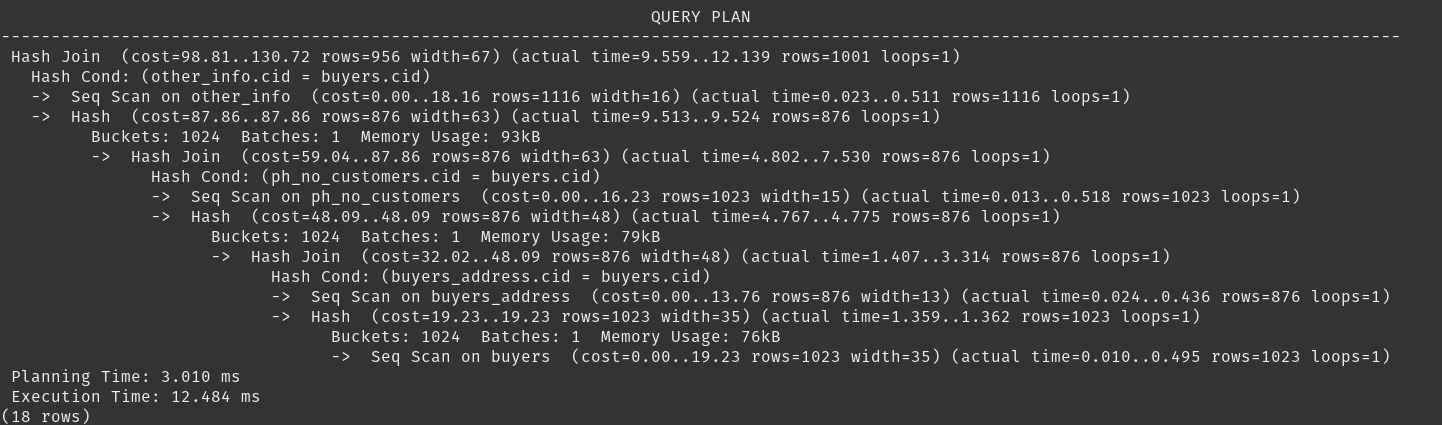 QUERY PLAN
--------------------------------------------------------------------------------------------------------------------------------------------
Hash Join  (cost=98.81..130.72 rows=956 width=67) (actual time=9.559..12.139 rows=1001 loops=1)
  Hash Cond: (other_info.cid = buyers.cid)
  ->  Seq Scan on other_info  (cost=0.00..18.16 rows=1116 width=16) (actual time=0.023..0.511 rows=1116 loops=1)
  ->  Hash  (cost=87.86..87.86 rows=876 width=63) (actual time=9.513..9.524 rows=876 loops=1)
        Buckets: 1024  Batches: 1  Memory Usage: 93kB
        ->  Hash Join  (cost=59.04..87.86 rows=876 width=63) (actual time=4.802..7.530 rows=876 loops=1)
              Hash Cond: (ph_no_customers.cid = buyers.cid)
              ->  Seq Scan on ph_no_customers  (cost=0.00..16.23 rows=1023 width=15) (actual time=0.013..0.518 rows=1023 loops=1)
              ->  Hash  (cost=48.09..48.09 rows=876 width=48) (actual time=4.767..4.775 rows=876 loops=1)
                    Buckets: 1024  Batches: 1  Memory Usage: 79kB
                    ->  Hash Join  (cost=32.02..48.09 rows=876 width=48) (actual time=1.407..3.314 rows=876 loops=1)
                          Hash Cond: (buyers_address.cid = buyers.cid)
                          ->  Seq Scan on buyers_address  (cost=0.00..13.76 rows=876 width=13) (actual time=0.024..0.436 rows=876 loops=1)
                          ->  Hash  (cost=19.23..19.23 rows=1023 width=35) (actual time=1.359..1.362 rows=1023 loops=1)
                                Buckets: 1024  Batches: 1  Memory Usage: 76kB
                                ->  Seq Scan on buyers  (cost=0.00..19.23 rows=1023 width=35) (actual time=0.010..0.495 rows=1023 loops=1)
Planning Time: 3.010 ms
Execution Time: 12.484 ms
(18 rows)